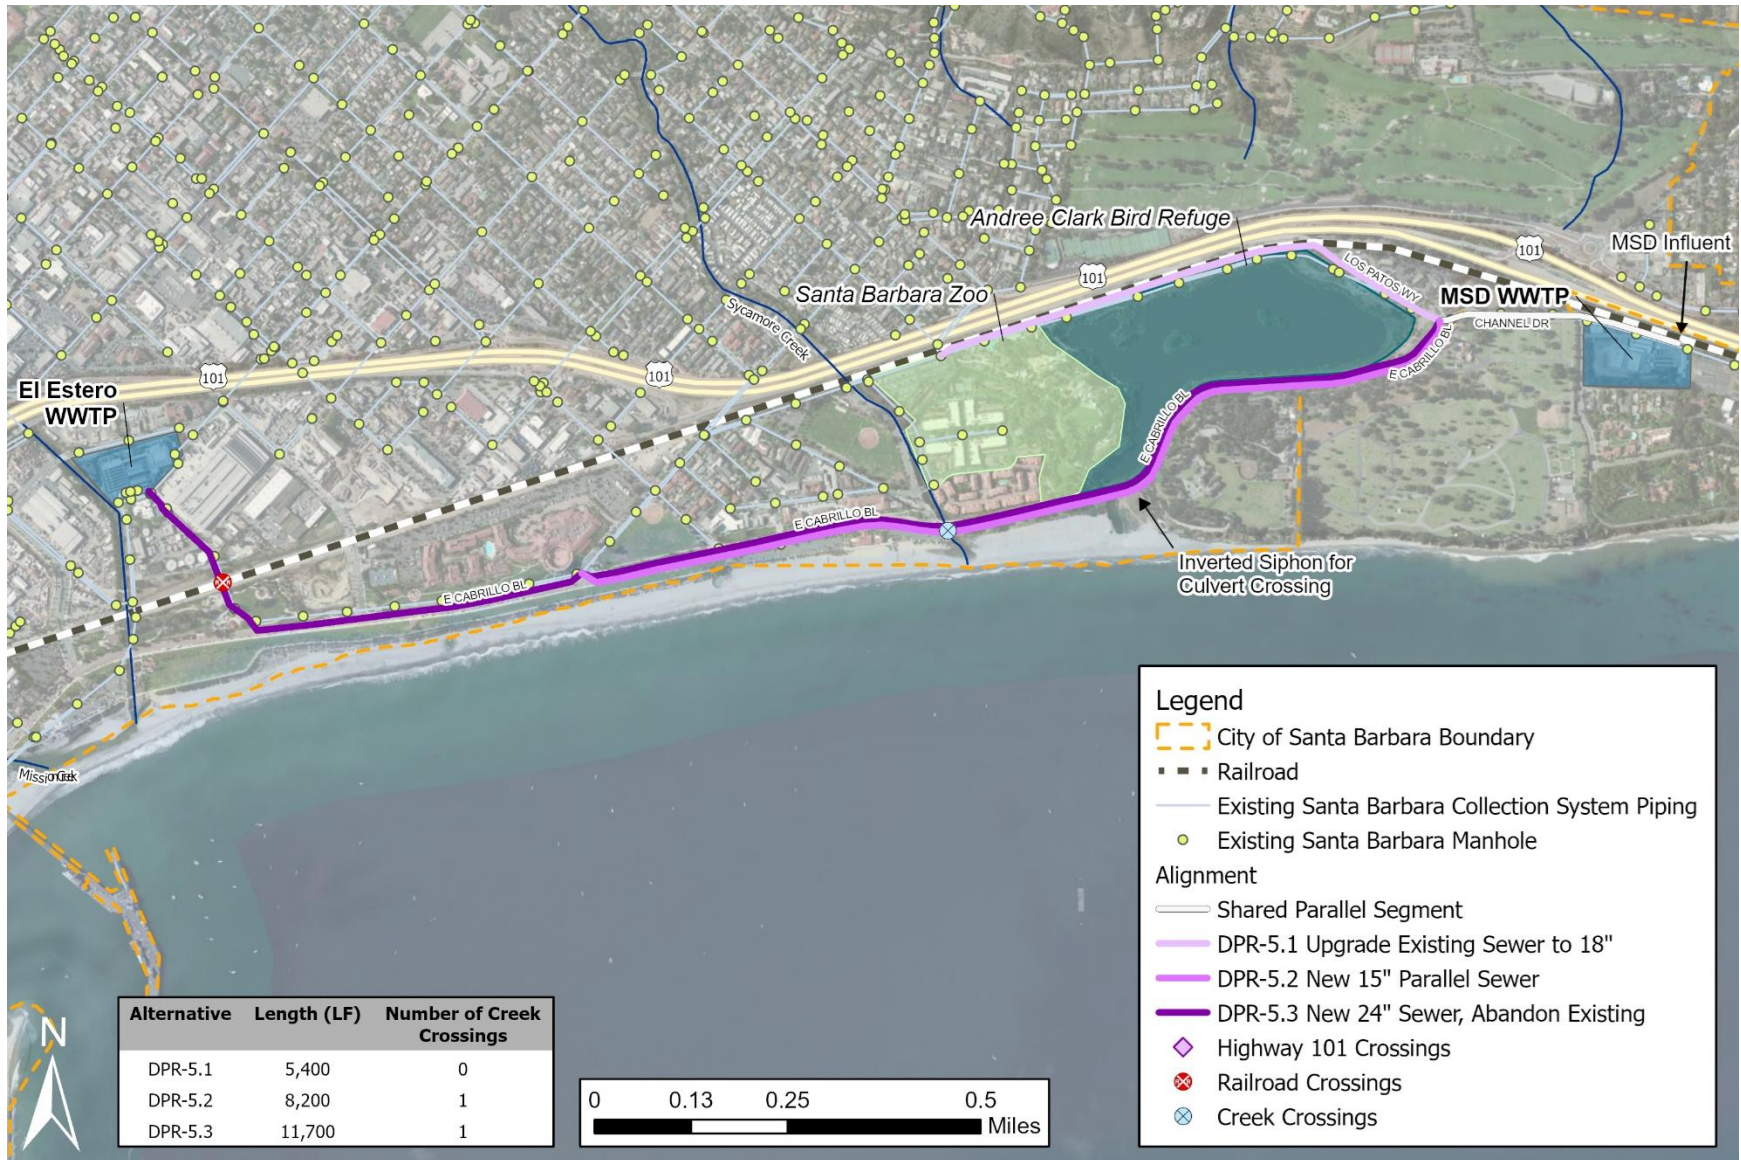 Andree Clark Bird Refuge
101
MSD Influent
101
LOS PATOS WY
Santa Barbara Zoo
MSD WWTP
Sycamore Creek
CHANNEL DR
E CABRILLO BL
101
101
El Estero
WWTP
E CABRILLO BL
E CABRILLO BL
Inverted Siphon for
Culvert Crossing
E CABRILLO BL
Legend
City of Santa Barbara Boundary
Railroad
Existing Santa Barbara Collection System Piping
Existing Santa Barbara Manhole
Alignment
Shared Parallel Segment
DPR-5.1 Upgrade Existing Sewer to 18"
DPR-5.2 New 15" Parallel Sewer
DPR-5.3 New 24" Sewer, Abandon Existing
Highway 101 Crossings
Railroad Crossings
Creek Crossings
N
Alternative Length (LF) Number of Creek
Crossings
DPR-5.1 5,400 0
DPR-5.2 8,200 1
DPR-5.3 11,700 1
0 0.13 0.25 0.5
Miles